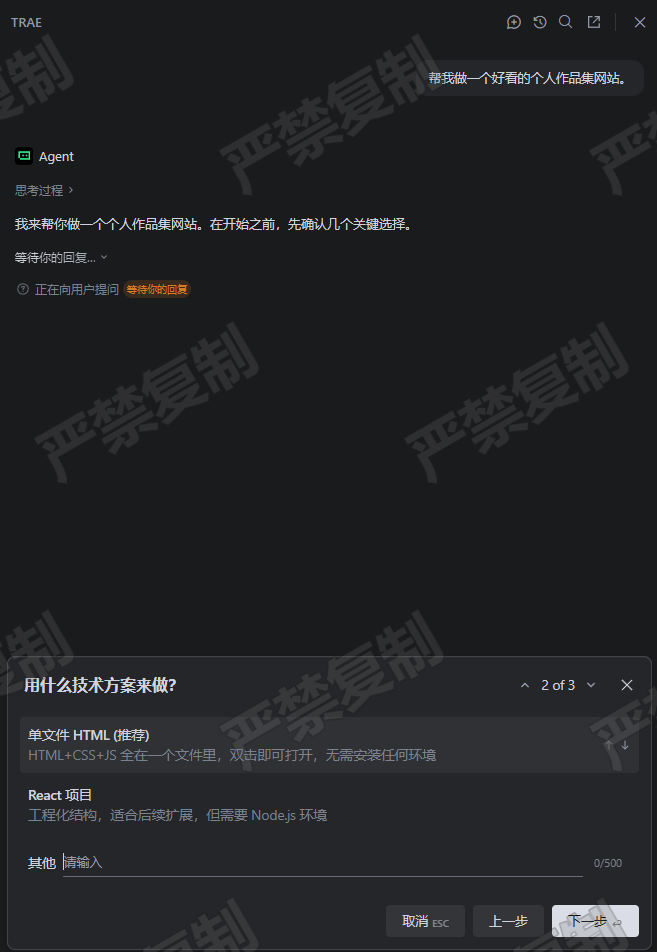 TRAE
帮我做一个好看的个人作品集网站。
Agent
思考过程
我来帮你做一个个人作品集网站。在开始之前，先确认几个关键选择。
等待你的回复...
正在向用户提问 等待你的回复
用什么技术方案来做?
2 of 3
单文件 HTML (推荐)
HTML+CSS+JS 全在一个文件里，双击即可打开，无需安装任何环境
React 项目
工程化结构，适合后续扩展，但需要 Node.js 环境
其他 请输入 0/500
取消 ESC 上一步 下一步
严禁复制
严禁复制
严禁复制
严禁复制
严禁复制
严禁复制